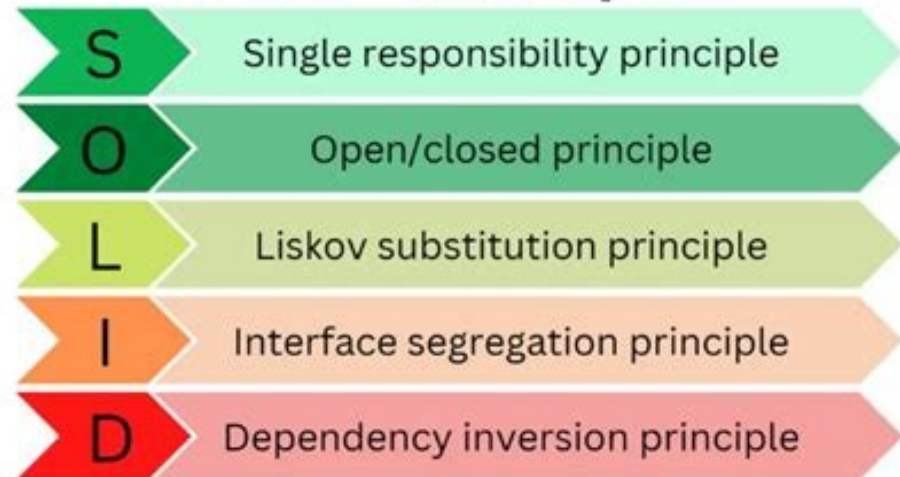 S Single responsibility principle
O Open/closed principle
L Liskov substitution principle
I Interface segregation principle
D Dependency inversion principle